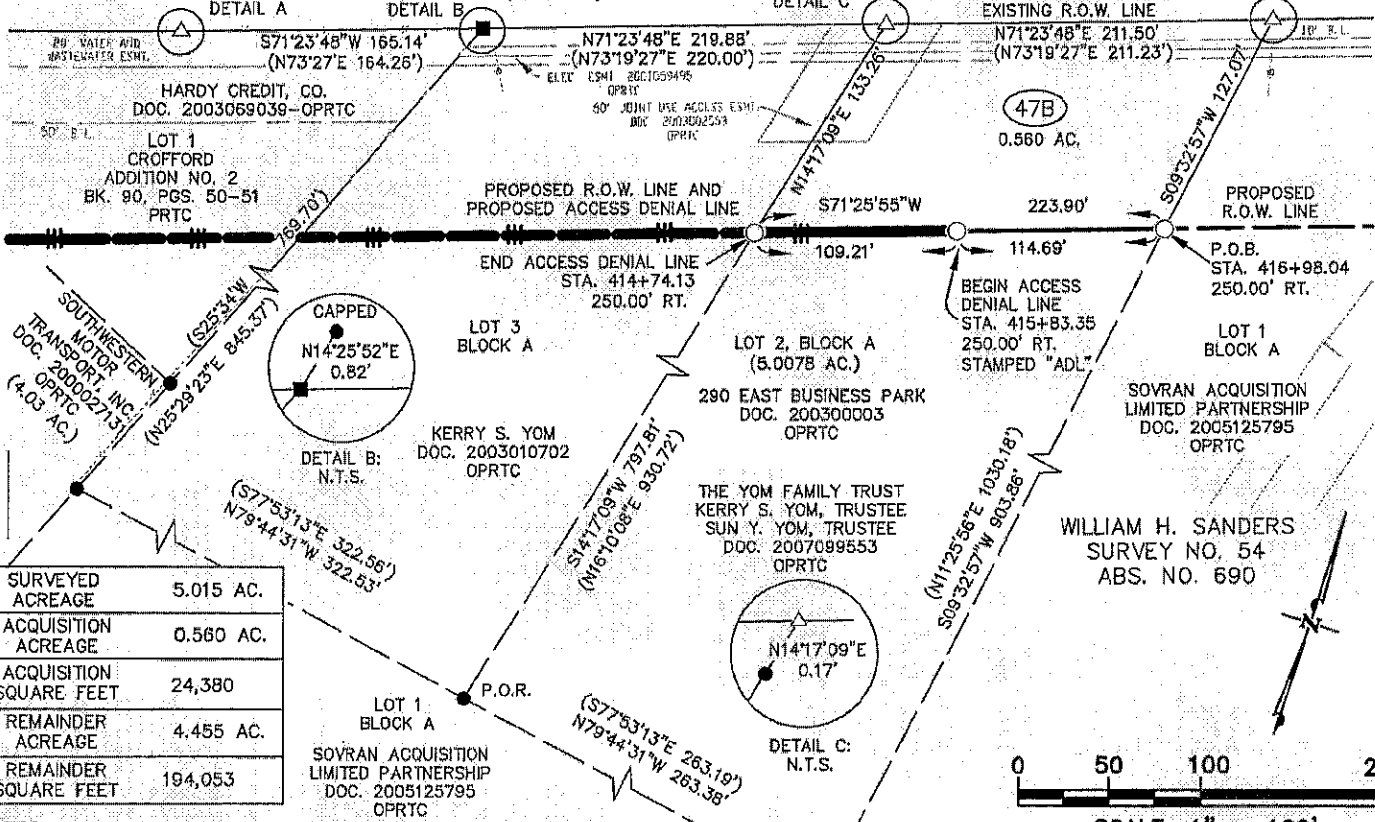 DETAIL A
DETAIL B
DETAIL C
EXISTING R.O.W. LINE
S71°23'48"W 165.14'
(N73°27'E 164.26')
N71°23'48"E 219.88'
(N73°19'27"E 220.00')
N71°23'48"E 211.50'
(N73°19'27"E 211.23')
20' WATER AND
WASTEWATER ESMT.
10' B.L.
ELEC ESMT
OPRTC
60' JOINT USE ACCESS ESMT
DOC
OPRTC
HARDY CREDIT, CO.
DOC. 2003069039-OPRTC
50' B.L.
LOT 1
CROFFORD
ADDITION NO. 2
BK. 90, PGS. 50-51
PRTC
N14°17'09"E 133.26'
47B
0.560 AC.
S09°32'57"W 127.07'
PROPOSED R.O.W. LINE AND
PROPOSED ACCESS DENIAL LINE
S71°25'55"W
223.90'
PROPOSED
R.O.W. LINE
109.21'
114.69'
END ACCESS DENIAL LINE
STA. 414+74.13
250.00' RT.
P.O.B.
STA. 416+98.04
250.00' RT.
BEGIN ACCESS
DENIAL LINE
STA. 415+83.35
250.00' RT.
STAMPED "ADL"
(S25°34'W 769.70')
(N25°29'23"E 845.37')
SOUTHWESTERN
MOTOR
TRANSPORT, INC.
DOC. 2000027131
OPRTC
(4.03 AC.)
CAPPED
N14°25'52"E
0.82'
DETAIL B:
N.T.S.
LOT 3
BLOCK A
LOT 2, BLOCK A
(5.0078 AC.)
290 EAST BUSINESS PARK
DOC. 200300003
OPRTC
LOT 1
BLOCK A
SOVRAN ACQUISITION
LIMITED PARTNERSHIP
DOC. 2005125795
OPRTC
KERRY S. YOM
DOC. 2003010702
OPRTC
S14°17'09"W 797.81'
(N16°10'08"E 930.72')
THE YOM FAMILY TRUST
KERRY S. YOM, TRUSTEE
SUN Y. YOM, TRUSTEE
DOC. 2007099553
OPRTC
(N11°25'56"E 1030.18')
S09°32'57"W 903.86'
WILLIAM H. SANDERS
SURVEY NO. 54
ABS. NO. 690
(S77°53'13"E 322.56')
N79°44'31"W 322.53'
SURVEYED
ACREAGE
5.015 AC.
ACQUISITION
ACREAGE
0.560 AC.
ACQUISITION
SQUARE FEET
24,380
REMAINDER
ACREAGE
4.455 AC.
REMAINDER
SQUARE FEET
194,053
P.O.R.
N14°17'09"E
0.17'
DETAIL C:
N.T.S.
LOT 1
BLOCK A
SOVRAN ACQUISITION
LIMITED PARTNERSHIP
DOC. 2005125795
OPRTC
(S77°53'13"E 263.19')
N79°44'31"W 263.38'
N
0 50 100